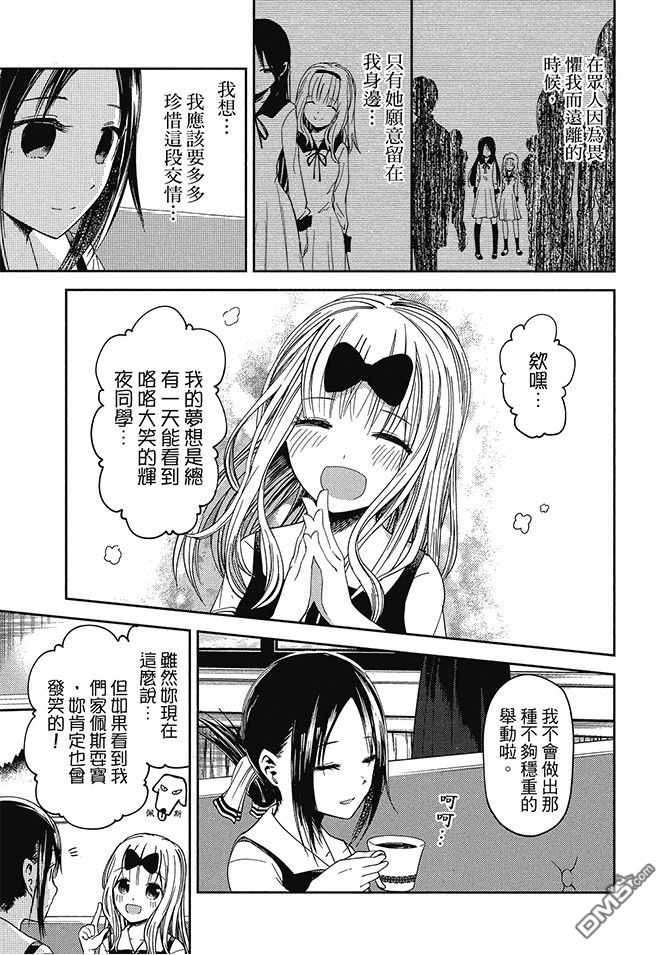 在眾人因為畏
懼我而遠離的
時候，
只有她願意留在
我身邊…
我想…
我應該要多多
珍惜這段交情…
欸嘿…
我的夢想是總
有一天能看到
咯咯大笑的輝
夜同學…
我不會做出那
種不夠穩重的
舉動啦。
呵呵…
雖然妳現在
這麼說…
但如果看到我
們家佩斯耍寶
，妳肯定也會
發笑的！
佩斯
DM5.com